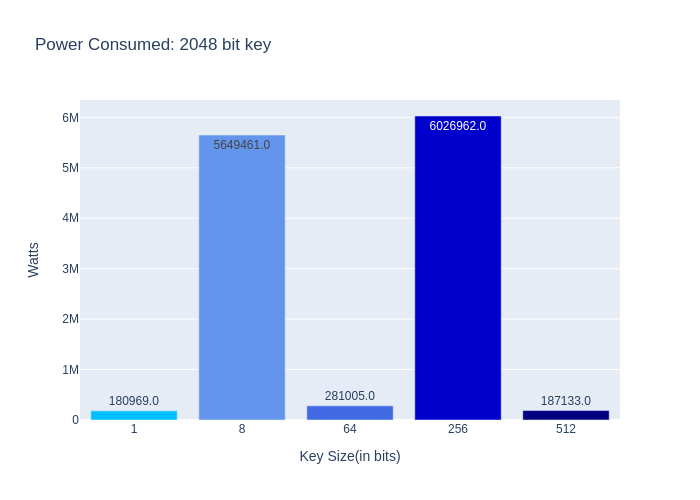 Power Consumed: 2048 bit key
6M
5M
4M
3M
2M
1M
0
Watts
180969.0
5649461.0
281005.0
6026962.0
187133.0
1
8
64
256
512
Key Size(in bits)